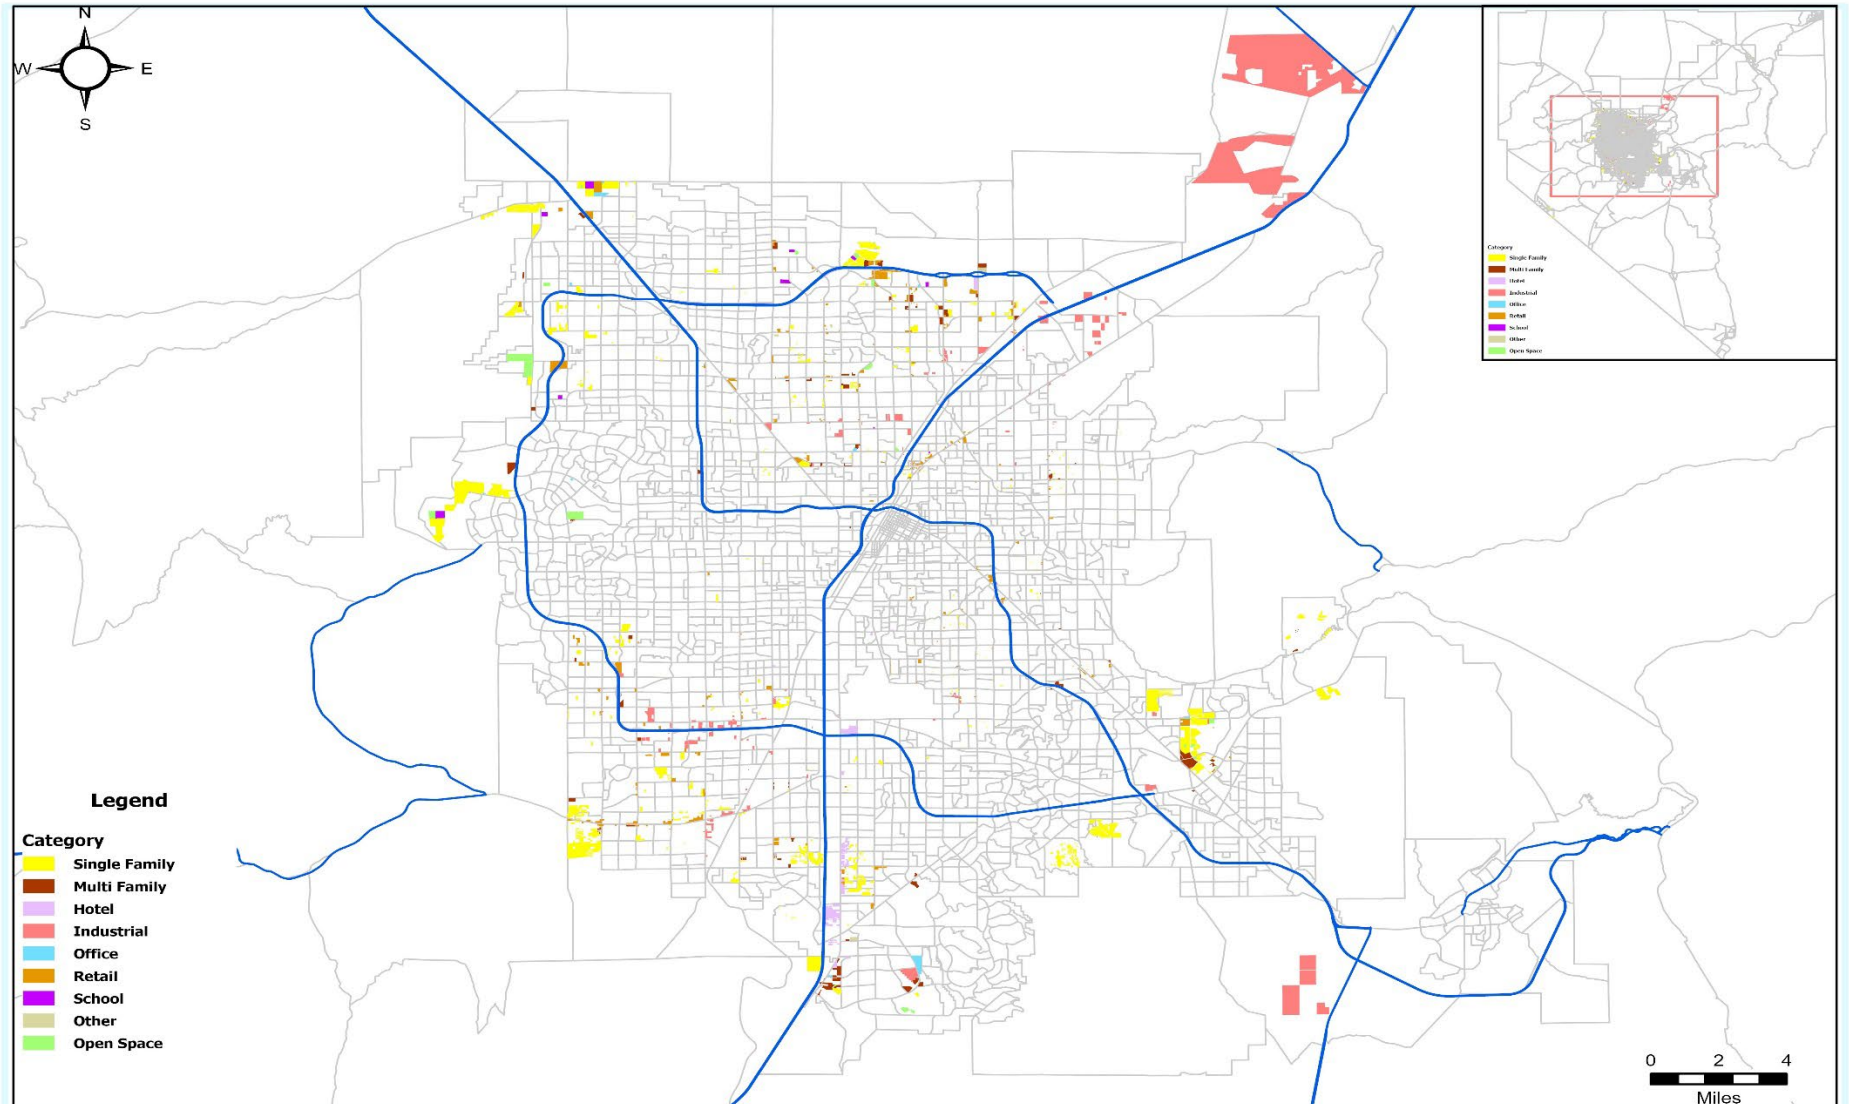 N
W E
S
Category
Single Family
Multi Family
Hotel
Industrial
Office
Retail
School
Other
Open Space
Legend
Category
Single Family
Multi Family
Hotel
Industrial
Office
Retail
School
Other
Open Space
0 2 4
Miles